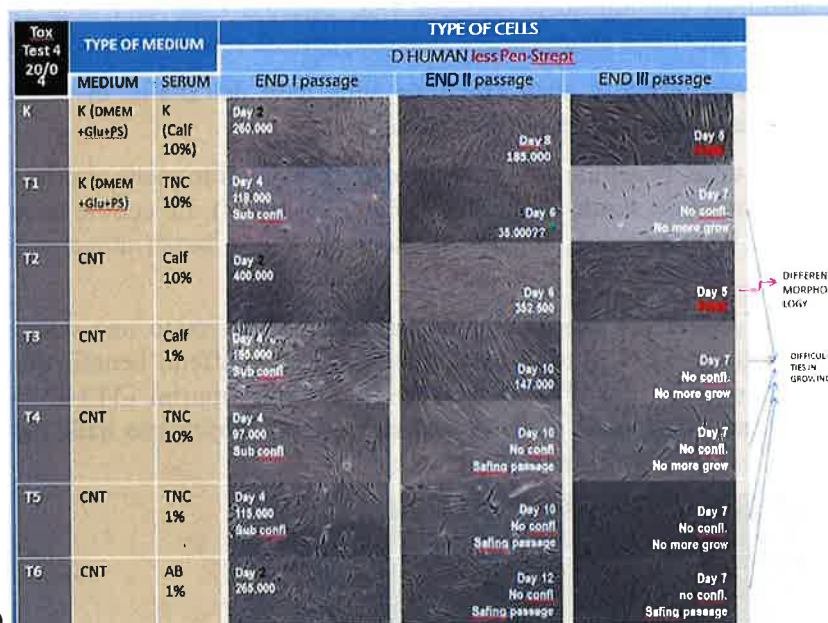 Tox
Test 4
20/0
4
TYPE OF MEDIUM
TYPE OF CELLS
D HUMAN less Pen-Strept
MEDIUM
SERUM
END I passage
END II passage
END III passage
K
K (DMEM
+Glu+PS)
K
(Calf
10%)
Day 2
260.000
Day 8
185.000
Day 5
T1
K (DMEM
+Glu+PS)
TNC
10%
Day 4
118.000
Sub confl.
Day 6
35.000??
Day 7
No confl.
No more grow
T2
CNT
Calf
10%
Day 2
400.000
Day 6
352.500
Day 5
DIFFEREN
MORPHO
LOGY
T3
CNT
Calf
1%
Day 4
Sub confl
Day 10
147.000
Day 7
No confl.
No more grow
DIFFICUL
TIES IN
GROWING
T4
CNT
TNC
10%
Day 4
97.000
Sub confl
Day 10
No confl
Safing passage
Day 7
No confl.
No more grow
T5
CNT
TNC
1%
Day 4
115.000
Sub confl
Day 10
No confl
Safing passage
Day 7
No confl.
No more grow
T6
CNT
AB
1%
Day 2
265.000
Day 12
No confl
Safing passage
Day 7
no confl.
Safing passage